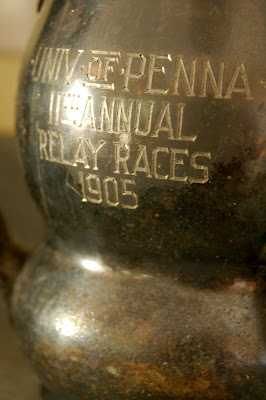 UNIV. OF PENNA
11TH ANNUAL
RELAY RACES
1905